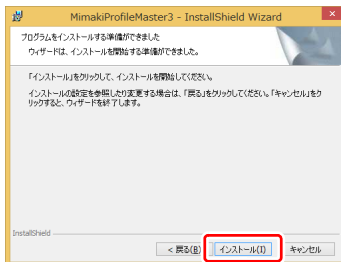 MimakiProfileMaster3 - InstallShield Wizard
プログラムをインストールする準備ができました
ウィザードは、インストールを開始する準備ができました。
「インストール」をクリックして、インストールを開始してください。
インストールの設定を参照したり変更する場合は、「戻る」をクリックしてください。「キャンセル」をク
リックすると、ウィザードを終了します。
InstallShield
< 戻る(B) インストール(I) キャンセル